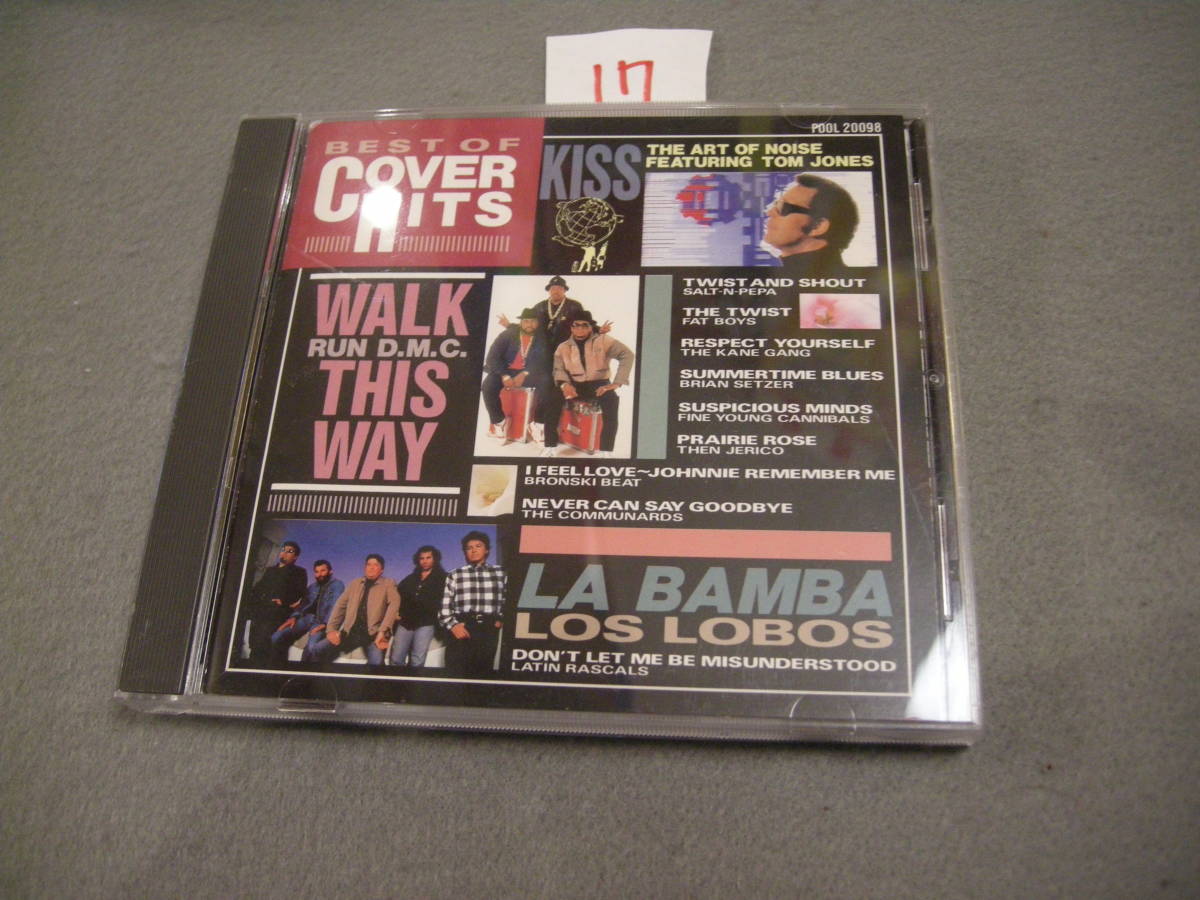 17
POOL 20098
BEST OF
COVER
HITS
KISS
THE ART OF NOISE
FEATURING TOM JONES
WALK
RUN D.M.C.
THIS
WAY
TWIST AND SHOUT
SALT-N-PEPA
THE TWIST
FAT BOYS
RESPECT YOURSELF
THE KANE GANG
SUMMERTIME BLUES
BRIAN SETZER
SUSPICIOUS MINDS
FINE YOUNG CANNIBALS
PRAIRIE ROSE
THEN JERICO
I FEEL LOVE~JOHNNIE REMEMBER ME
BRONSKI BEAT
NEVER CAN SAY GOODBYE
THE COMMUNARDS
LA BAMBA
LOS LOBOS
DON'T LET ME BE MISUNDERSTOOD
LATIN RASCALS